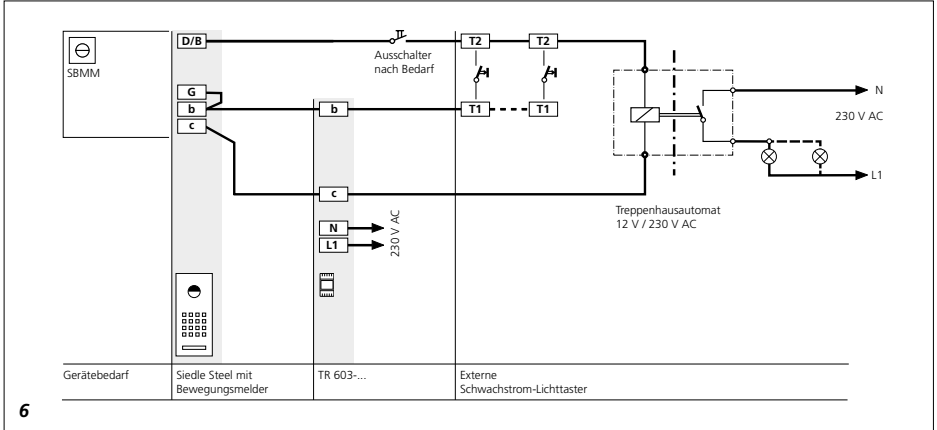 SBMM
D/B
G
b
c
Ausschalter
nach Bedarf
T2
T2
T1
T1
b
c
N
L1
230 V AC
N
230 V AC
L1
Treppenhausautomat
12 V / 230 V AC
Gerätebedarf
Siedle Steel mit
Bewegungsmelder
TR 603-...
Externe
Schwachstrom-Lichttaster
6